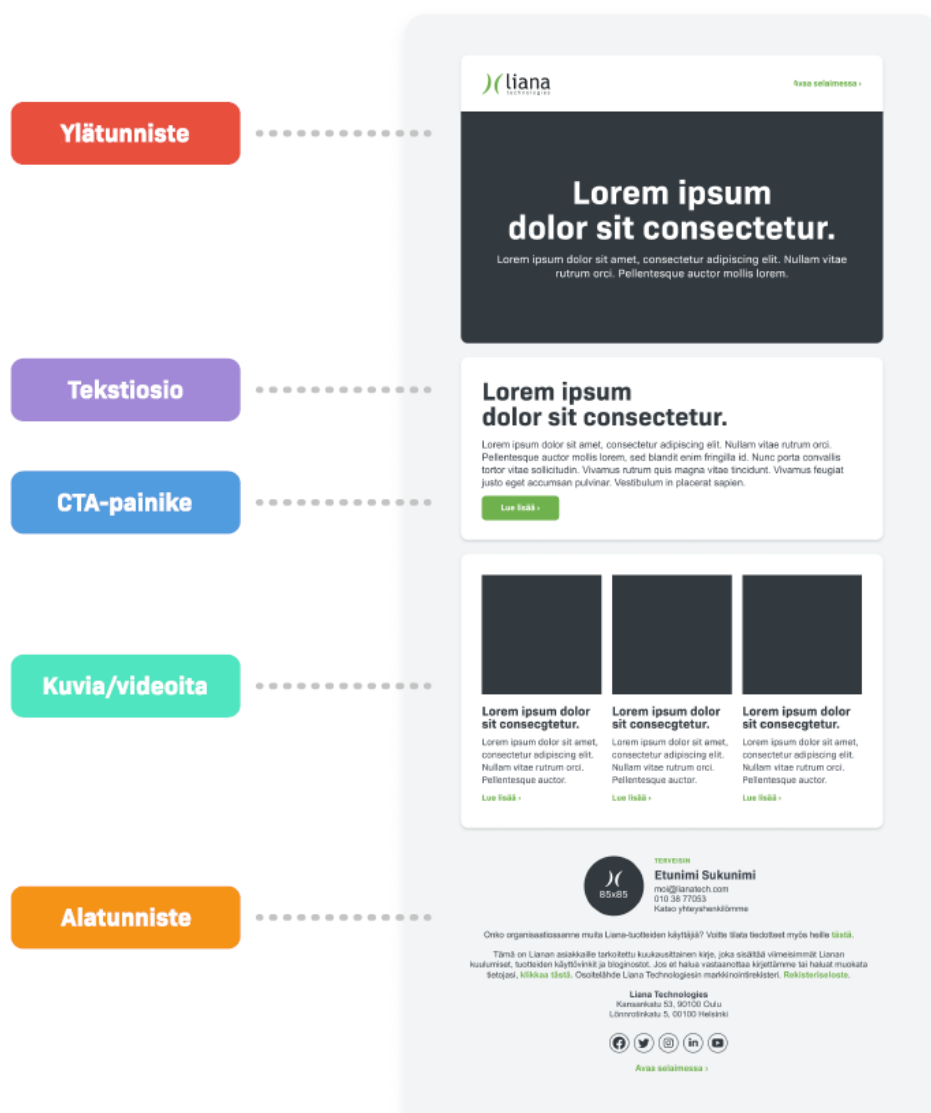 liana
technologies
Avaa selaimessa ›
Ylätunniste
Lorem ipsum
dolor sit consectetur.
Lorem ipsum dolor sit amet, consectetur adipiscing elit. Nullam vitae
rutrum orci. Pellentesque auctor mollis lorem.
Tekstiosio
Lorem ipsum
dolor sit consectetur.
Lorem ipsum dolor sit amet, consectetur adipiscing elit. Nullam vitae rutrum orci.
Pellentesque auctor mollis lorem, sed blandit enim fringilla id. Nunc porta convallis
tortor vitae sollicitudin. Vivamus rutrum quis magna vitae tincidunt. Vivamus feugiat
justo eget accumsan pulvinar. Vestibulum in placerat sapien.
CTA-painike
Lue lisää ›
Kuvia/videoita
Lorem ipsum dolor
sit consecgtetur.
Lorem ipsum dolor sit amet,
consectetur adipiscing elit.
Nullam vitae rutrum orci.
Pellentesque auctor.
Lue lisää ›
Lorem ipsum dolor
sit consecgtetur.
Lorem ipsum dolor sit amet,
consectetur adipiscing elit.
Nullam vitae rutrum orci.
Pellentesque auctor.
Lue lisää ›
Lorem ipsum dolor
sit consecgtetur.
Lorem ipsum dolor sit amet,
consectetur adipiscing elit.
Nullam vitae rutrum orci.
Pellentesque auctor.
Lue lisää ›
Alatunniste
85x85
TERVEISIN
Etunimi Sukunimi
moi@lianatech.com
010 38 77053
Katso yhteyshenkilömme
Onko organisaatiossanne muita Liana-tuotteiden käyttäjiä? Voitte tilata tiedotteet myös heille tästä.
Tämä on Lianan asiakkaille tarkoitettu kuukausittainen kirje, joka sisältää viimeisimmät Lianan
kuulumiset, tuotteiden käyttövinkit ja blogiнostot. Jos et halua vastaanottaa kirjettämme tai haluat muokata
tietojasi, klikkaa tästä. Osoitelähde Liana Technologiesin markkinointirekisteri. Rekisteriseloste.
Liana Technologies
Kansankatu 53, 90100 Oulu
Lönnrotinkatu 5, 00100 Helsinki
Avaa selaimessa ›